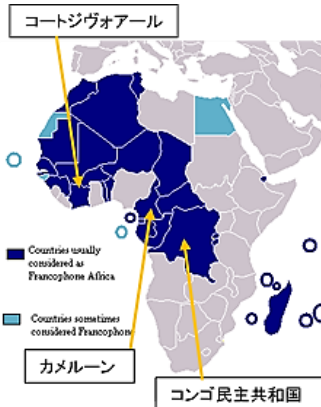 コートジヴォアール
Countries usually
considered as
Francophone Africa
Countries sometimes
considered Francophone
カメルーン
コンゴ民主共和国